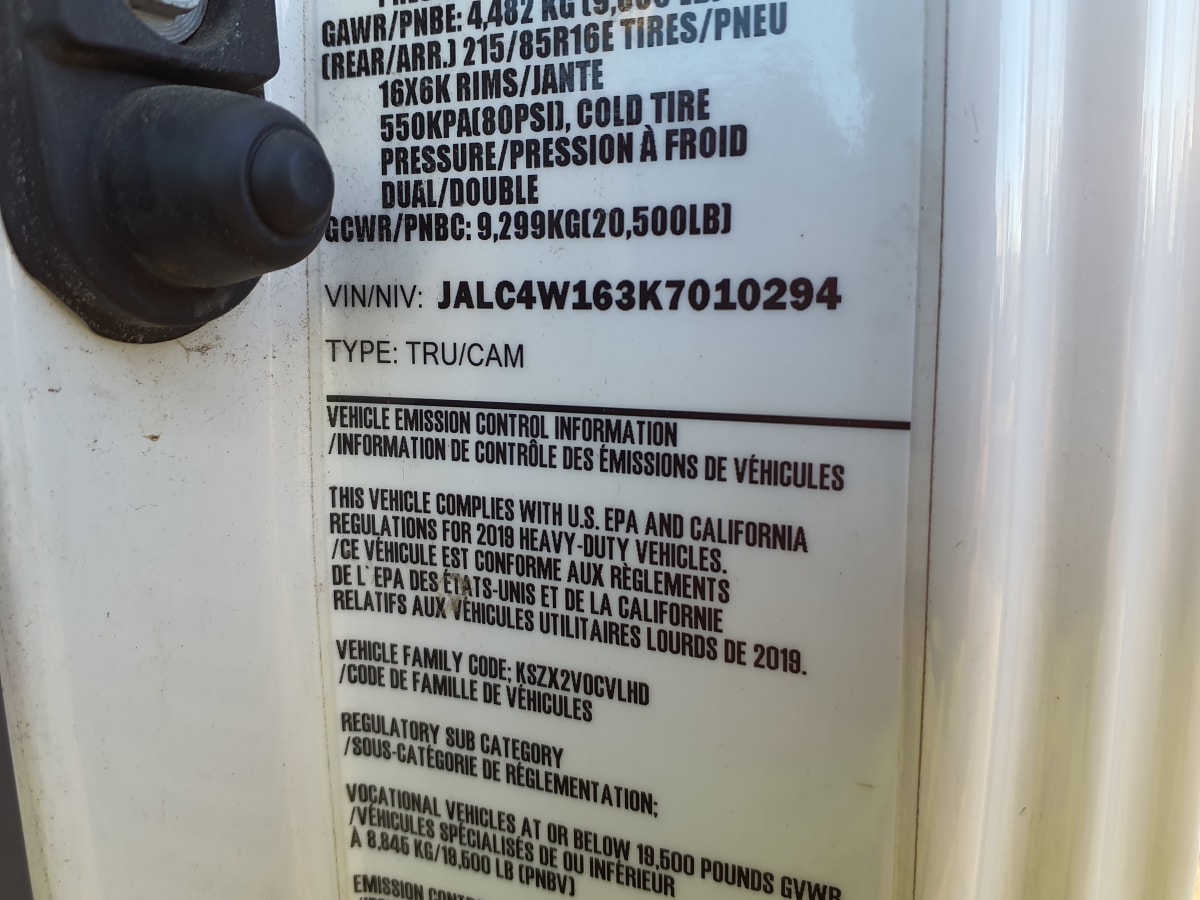 GAWR/PNBE: 4,482 KG
(REAR/ARR.) 215/85R16E TIRES/PNEU
16X6K RIMS/JANTE
550KPA(80PSI), COLD TIRE
PRESSURE/PRESSION À FROID
DUAL/DOUBLE
GCWR/PNBC: 9,299KG(20,500LB)
VIN/NIV: JALC4W163K7010294
TYPE: TRU/CAM
VEHICLE EMISSION CONTROL INFORMATION
/INFORMATION DE CONTRÔLE DES ÉMISSIONS DE VÉHICULES
THIS VEHICLE COMPLIES WITH U.S. EPA AND CALIFORNIA
REGULATIONS FOR 2019 HEAVY-DUTY VEHICLES.
/CE VÉHICULE EST CONFORME AUX RÈGLEMENTS
DE L'EPA DES ÉTATS-UNIS ET DE LA CALIFORNIE
RELATIFS AUX VÉHICULES UTILITAIRES LOURDS DE 2019.
VEHICLE FAMILY CODE; KSZX2VOCVLHD
/CODE DE FAMILLE DE VÉHICULES
REGULATORY SUB CATEGORY
/SOUS-CATÉGORIE DE RÉGLEMENTATION;
VOCATIONAL VEHICLES AT OR BELOW 19,500 POUNDS GVWR
/VÉHICULES SPÉCIALISÉS DE OU INFÉRIEUR
À 8,845 KG/19,500 LB (PNBV)
EMISSION